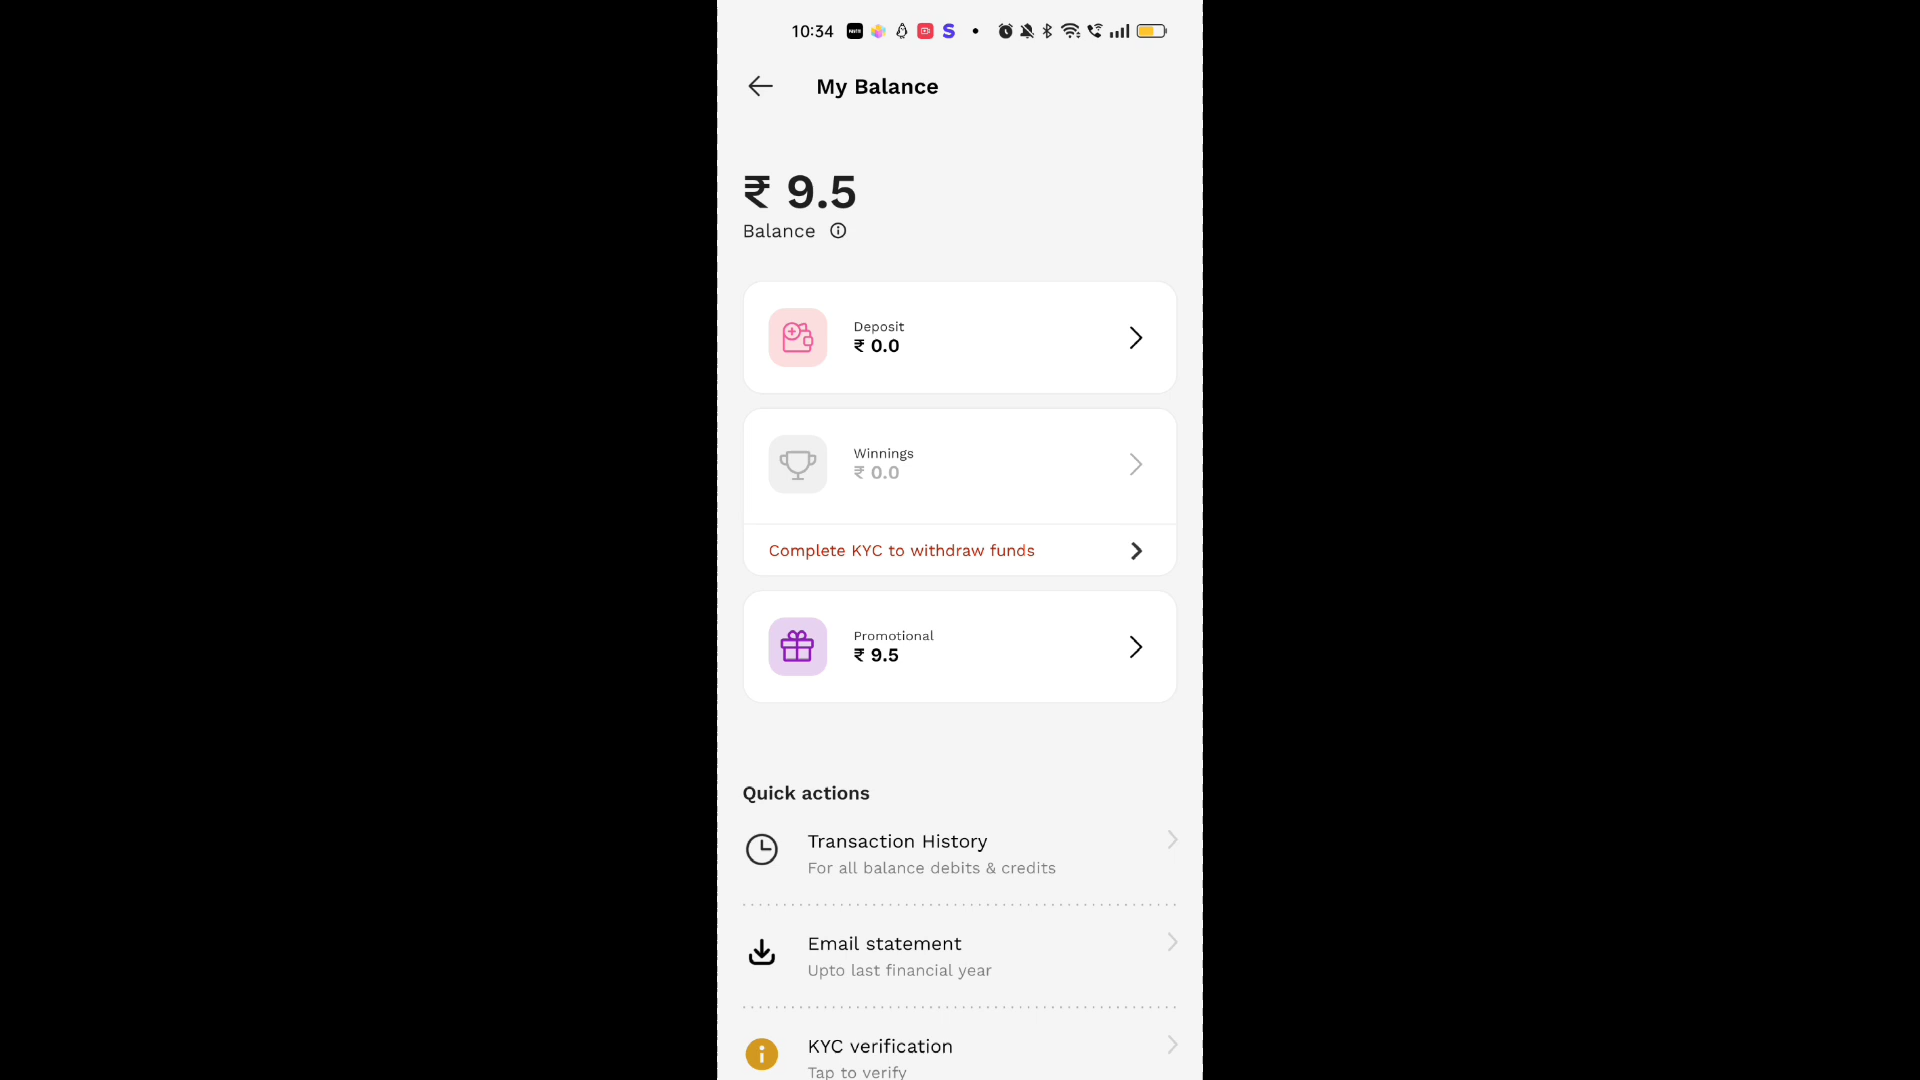 10:34
My Balance
₹ 9.5
Balance
Deposit
₹ 0.0
Winnings
₹ 0.0
Complete KYC to withdraw funds
Promotional
₹ 9.5
Quick actions
Transaction History
For all balance debits & credits
Email statement
Upto last financial year
KYC verification
Tap to verify